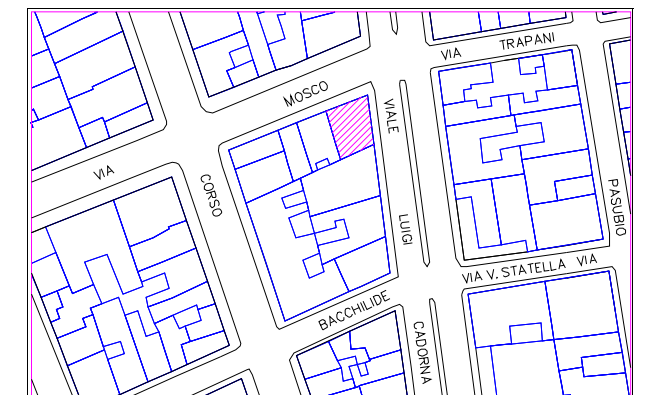 VIA TRAPANI
MOSCO
VIALE
VIA
CORSO
PASUBIO
LUIGI
VIA V. STATELLA VIA
BACCHILIDE
CADORNA